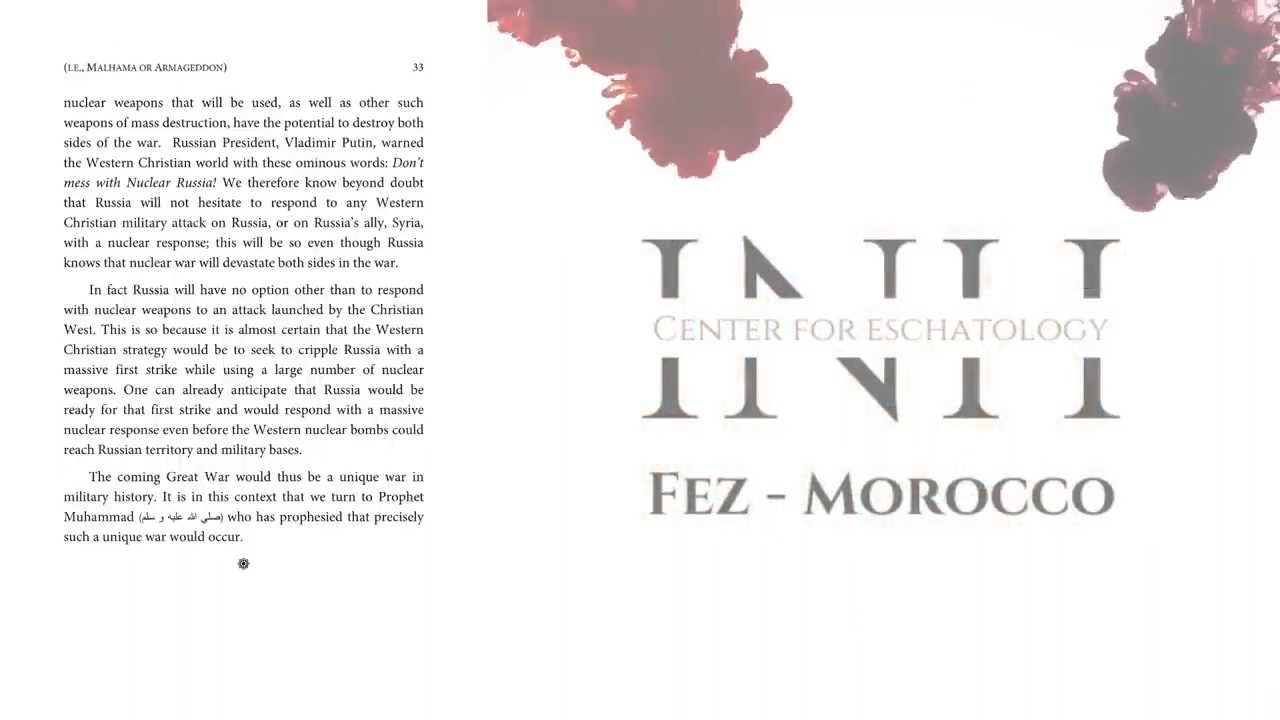 (I.E., MALHAMA OR ARMAGEDDON) 33
nuclear weapons that will be used, as well as other such
weapons of mass destruction, have the potential to destroy both
sides of the war. Russian President, Vladimir Putin, warned
the Western Christian world with these ominous words: Don't
mess with Nuclear Russia! We therefore know beyond doubt
that Russia will not hesitate to respond to any Western
Christian military attack on Russia, or on Russia's ally, Syria,
with a nuclear response; this will be so even though Russia
knows that nuclear war will devastate both sides in the war.
In fact Russia will have no option other than to respond
with nuclear weapons to an attack launched by the Christian
West. This is so because it is almost certain that the Western
Christian strategy would be to seek to cripple Russia with a
massive first strike while using a large number of nuclear
weapons. One can already anticipate that Russia would be
ready for that first strike and would respond with a massive
nuclear response even before the Western nuclear bombs could
reach Russian territory and military bases.
The coming Great War would thus be a unique war in
military history. It is in this context that we turn to Prophet
Muhammad (صلي الله عليه و سلم) who has prophesied that precisely
such a unique war would occur.
INH
CENTER FOR ESCHATOLOGY
FEZ - MOROCCO